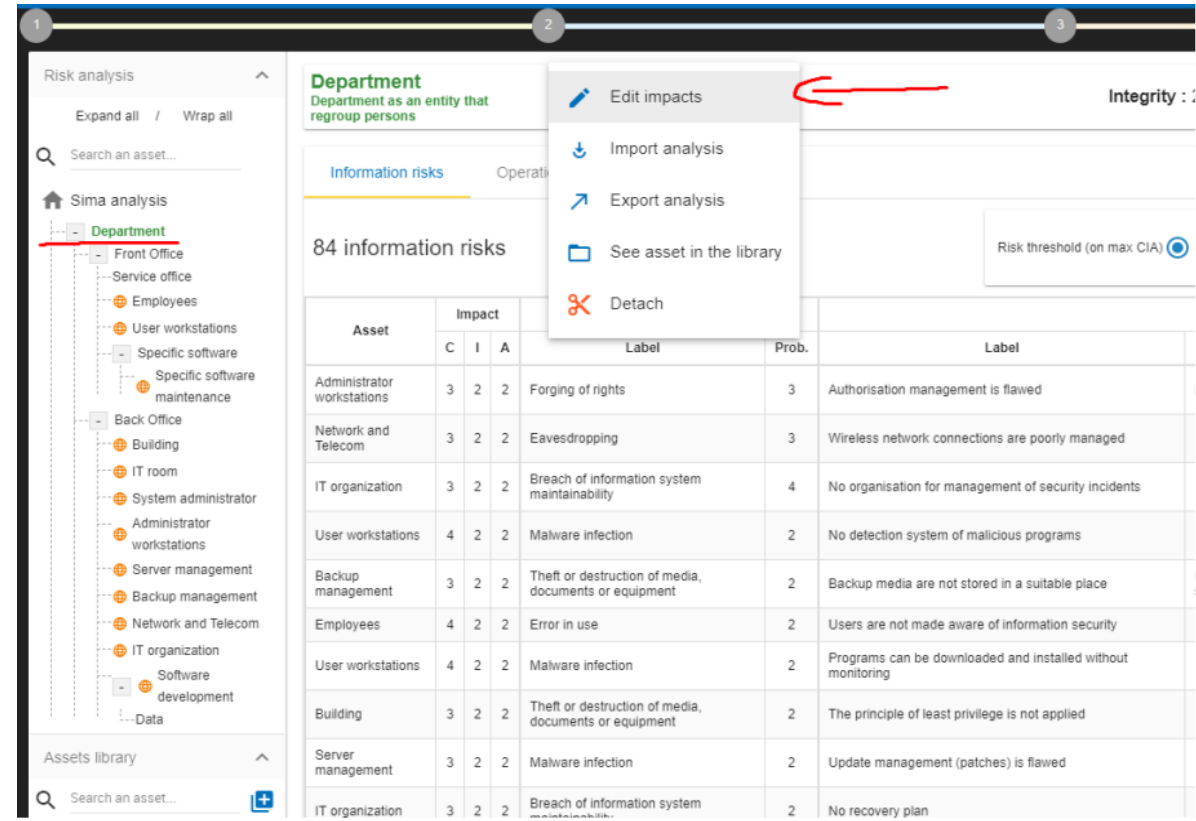 1
2
3
Risk analysis
Expand all / Wrap all
Search an asset...
Sima analysis
- Department
- Front Office
Service office
Employees
User workstations
- Specific software
Specific software
maintenance
- Back Office
Building
IT room
System administrator
Administrator
workstations
Server management
Backup management
Network and Telecom
IT organization
- Software
development
Data
Assets library
Search an asset...
Department
Department as an entity that
regroup persons
Integrity :
Edit impacts
Import analysis
Export analysis
See asset in the library
Detach
Information risks
84 information risks
Risk threshold (on max CIA)
Asset Impact
C I A Label Prob. Label
Administrator
workstations 3 2 2 Forging of rights 3 Authorisation management is flawed
Network and
Telecom 3 2 2 Eavesdropping 3 Wireless network connections are poorly managed
IT organization 3 2 2 Breach of information system
maintainability 4 No organisation for management of security incidents
User workstations 4 2 2 Malware infection 2 No detection system of malicious programs
Backup
management 3 2 2 Theft or destruction of media,
documents or equipment 2 Backup media are not stored in a suitable place
Employees 4 2 2 Error in use 2 Users are not made aware of information security
User workstations 4 2 2 Malware infection 2 Programs can be downloaded and installed without
monitoring
Building 3 2 2 Theft or destruction of media,
documents or equipment 2 The principle of least privilege is not applied
Server
management 3 2 2 Malware infection 2 Update management (patches) is flawed
IT organization 3 2 2 Breach of information system
maintainability 2 No recovery plan